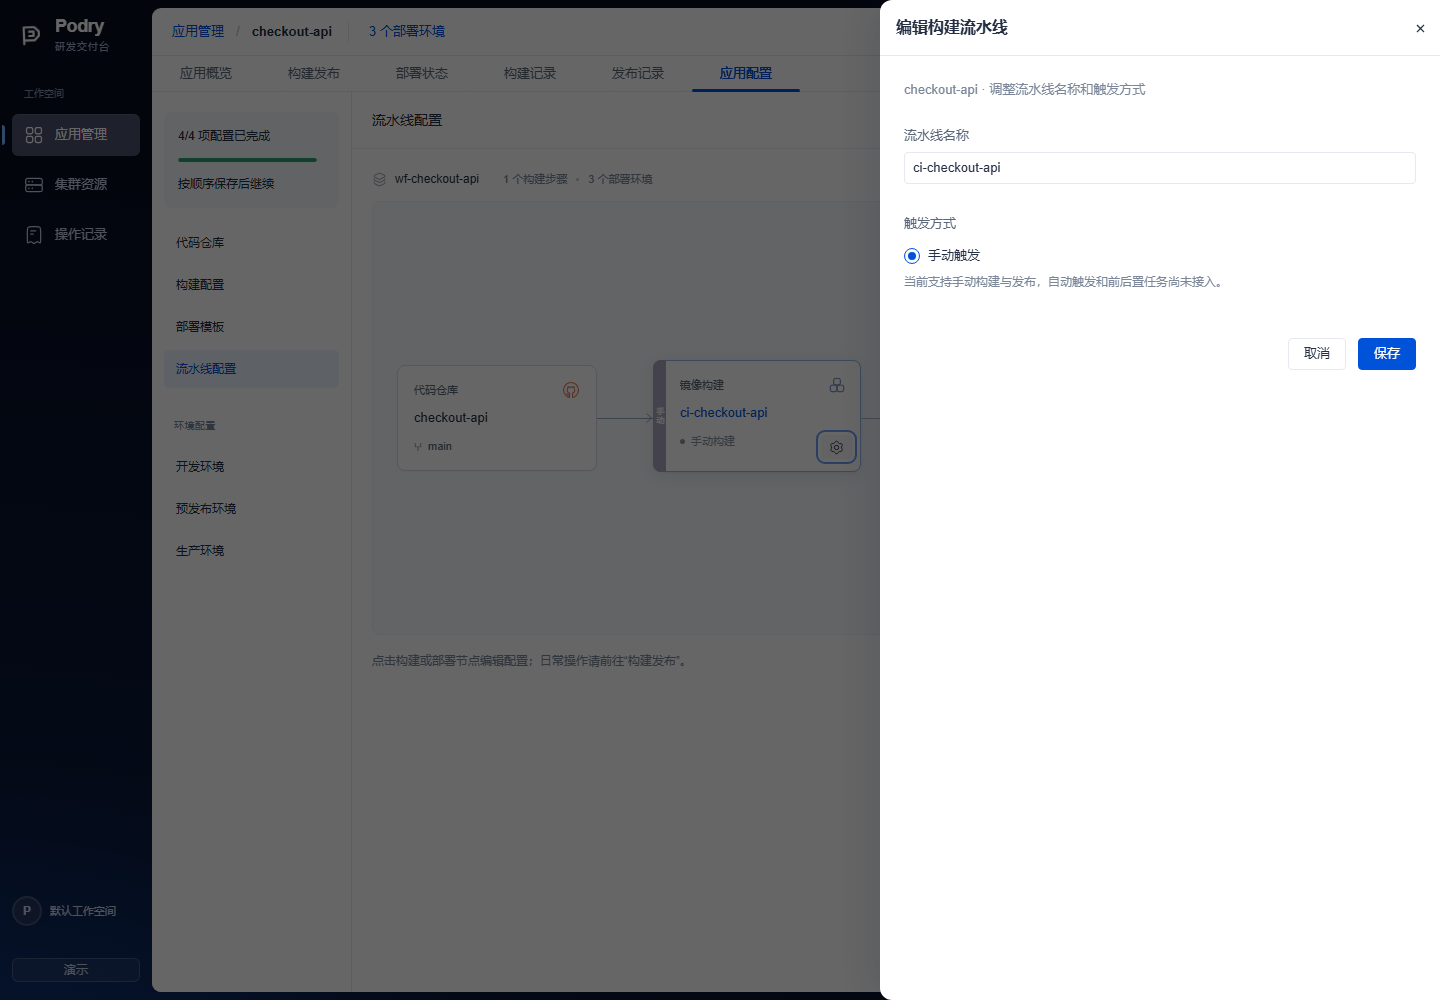 Podry
研发交付台
工作空间
应用管理
集群资源
操作记录
P 默认工作空间
演示
应用管理 / checkout-api 3 个部署环境
应用概览 构建发布 部署状态 构建记录 发布记录 应用配置
4/4 项配置已完成
按顺序保存后继续
代码仓库
构建配置
部署模板
流水线配置
环境配置
开发环境
预发布环境
生产环境
流水线配置
wf-checkout-api 1 个构建步骤 • 3 个部署环境
代码仓库
checkout-api
main
手动
镜像构建
ci-checkout-api
手动构建
点击构建或部署节点编辑配置；日常操作请前往“构建发布”。
编辑构建流水线
checkout-api · 调整流水线名称和触发方式
流水线名称
ci-checkout-api
触发方式
手动触发
当前支持手动构建与发布，自动触发和前后置任务尚未接入。
取消 保存